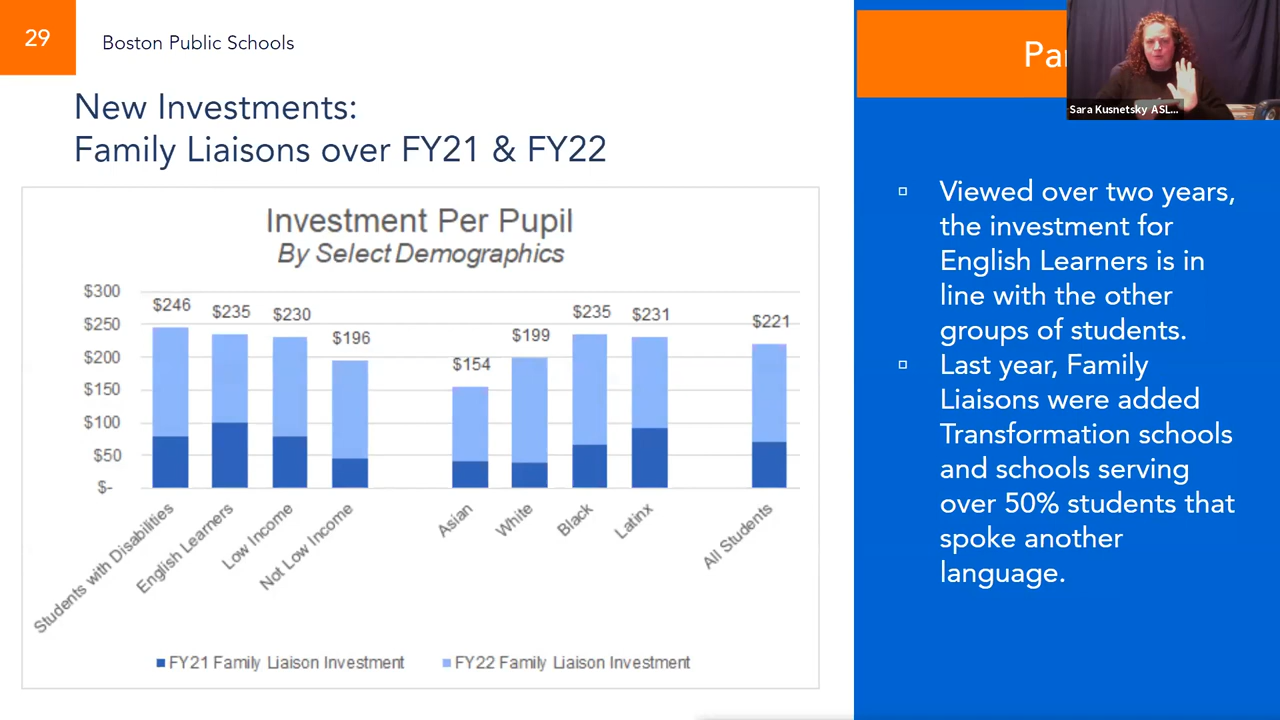 29
Boston Public Schools
New Investments:
Family Liaisons over FY21 & FY22
Investment Per Pupil
By Select Demographics
$300
$250
$200
$150
$100
$50
$-
$246
$235
$230
$196
$154
$199
$235
$231
$221
Students with Disabilities
English Learners
Low Income
Not Low Income
Asian
White
Black
Latinx
All Students
FY21 Family Liaison Investment
FY22 Family Liaison Investment
Sara Kusnetsky ASL...
Viewed over two years,
the investment for
English Learners is in
line with the other
groups of students.
Last year, Family
Liaisons were added
Transformation schools
and schools serving
over 50% students that
spoke another
language.